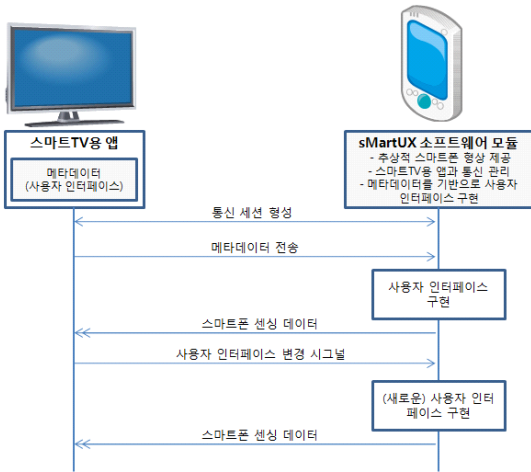 스마트TV용 앱
메타데이터
(사용자 인터페이스)
sMartUX 소프트웨어 모듈
- 추상적 스마트폰 형상 제공
- 스마트TV용 앱과 통신 관리
- 메타데이터를 기반으로 사용자
인터페이스 구현
통신 세션 형성
메타데이터 전송
사용자 인터페이스
구현
스마트폰 센싱 데이터
사용자 인터페이스 변경 시그널
(새로운) 사용자 인터
페이스 구현
스마트폰 센싱 데이터